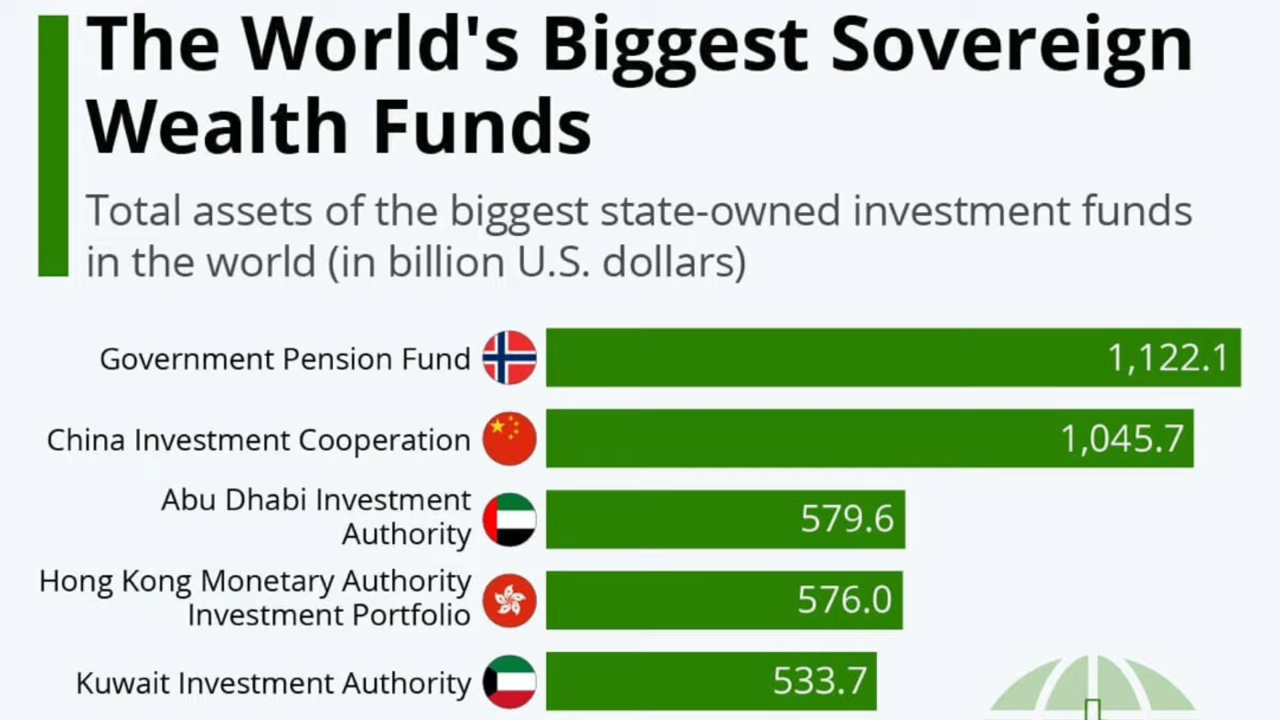 The World's Biggest Sovereign
Wealth Funds
Total assets of the biggest state-owned investment funds
in the world (in billion U.S. dollars)
Government Pension Fund 1,122.1
China Investment Cooperation 1,045.7
Abu Dhabi Investment
Authority 579.6
Hong Kong Monetary Authority
Investment Portfolio 576.0
Kuwait Investment Authority 533.7